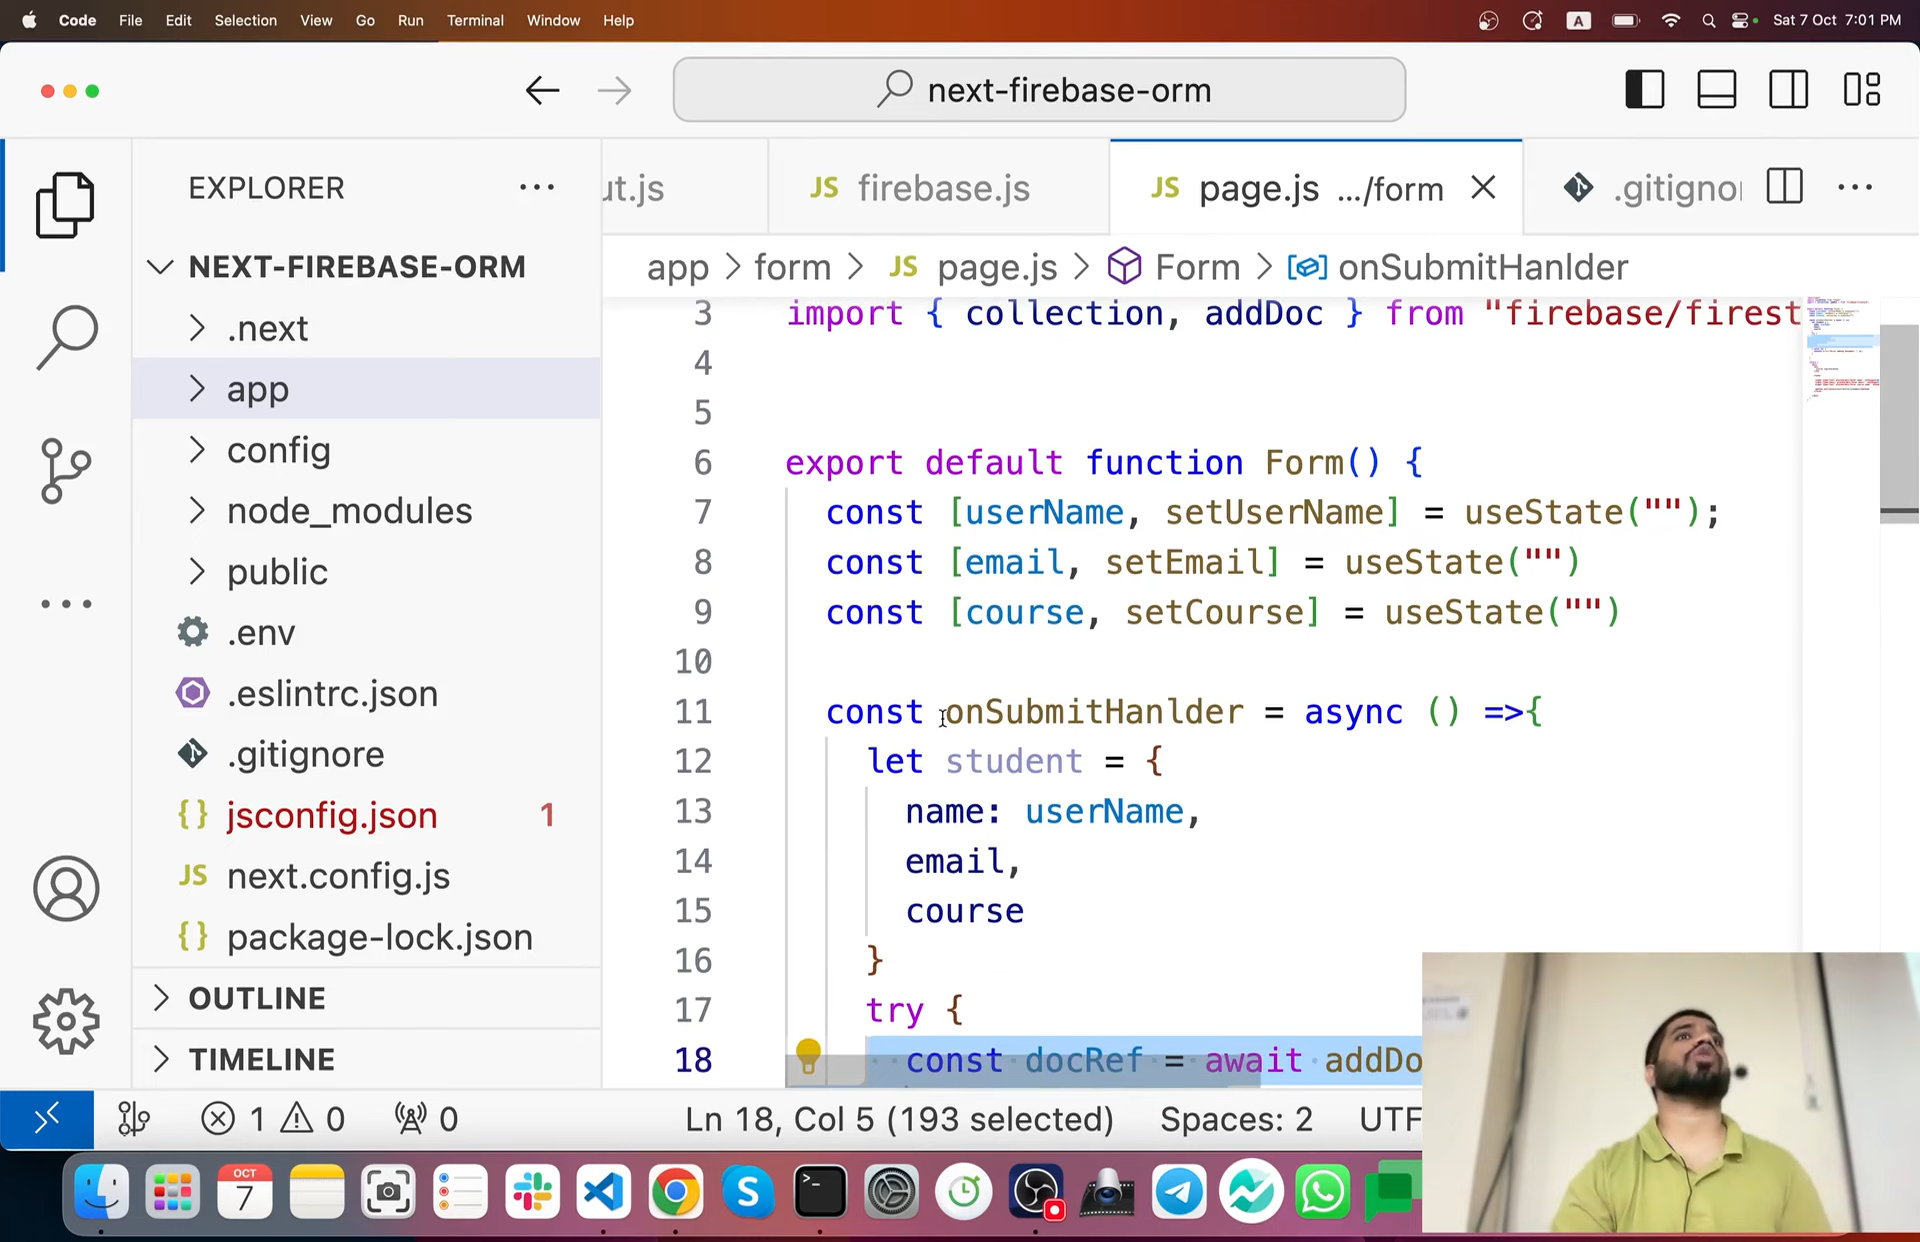 Code File Edit Selection View Go Run Terminal Window Help
A Sat 7 Oct 7:01 PM
next-firebase-orm
EXPLORER
ut.js
JS firebase.js
JS page.js .../form
app > form > JS page.js > Form > onSubmitHanlder
NEXT-FIREBASE-ORM
.next
app
config
node_modules
public
.env
.eslintrc.json
.gitignore
{} jsconfig.json 1
JS next.config.js
{} package-lock.json
OUTLINE
TIMELINE
3 import { collection, addDoc } from "firebase/firest
4
5
6 export default function Form() {
7 const [userName, setUserName] = useState("");
8 const [email, setEmail] = useState("")
9 const [course, setCourse] = useState("")
10
11 const onSubmitHanlder = async () =>{
12 let student = {
13 name: userName,
14 email,
15 course
16 }
17 try {
18 const docRef = await addDo
1 0 0 Ln 18, Col 5 (193 selected) Spaces: 2 UTF
OCT
7
S